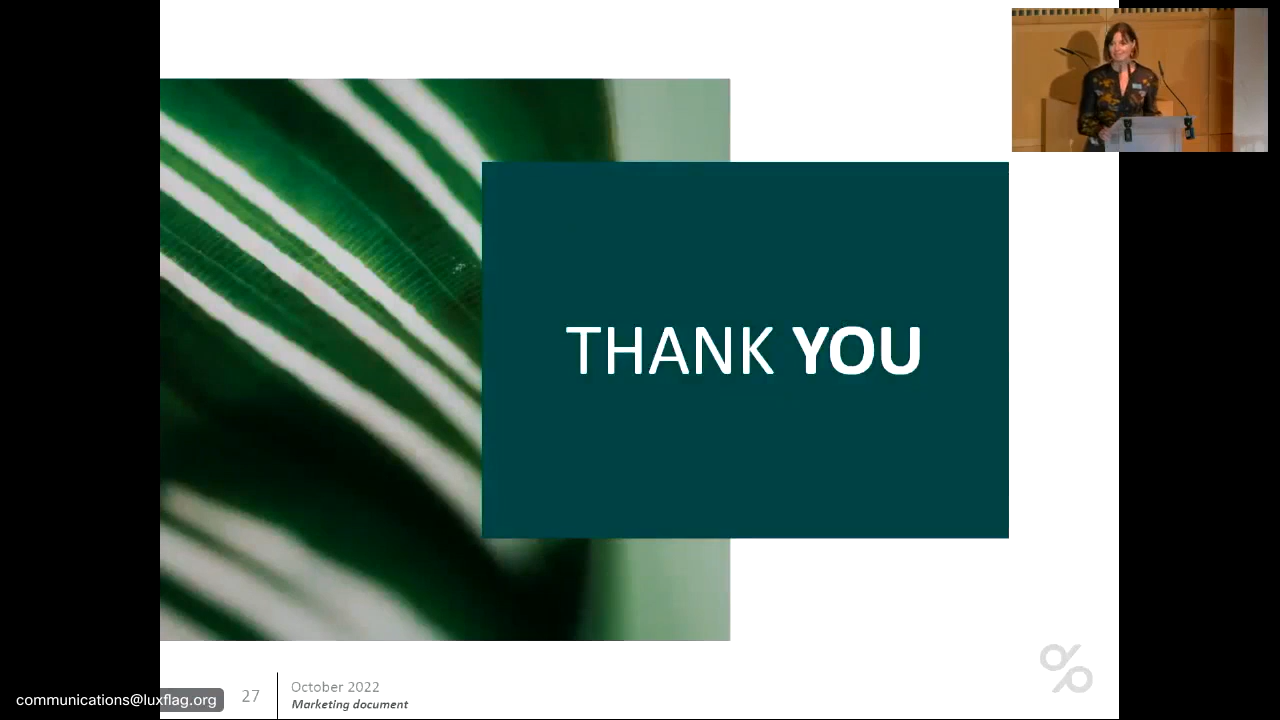 THANK YOU
communications@luxflag.org
27
October 2022
Marketing document